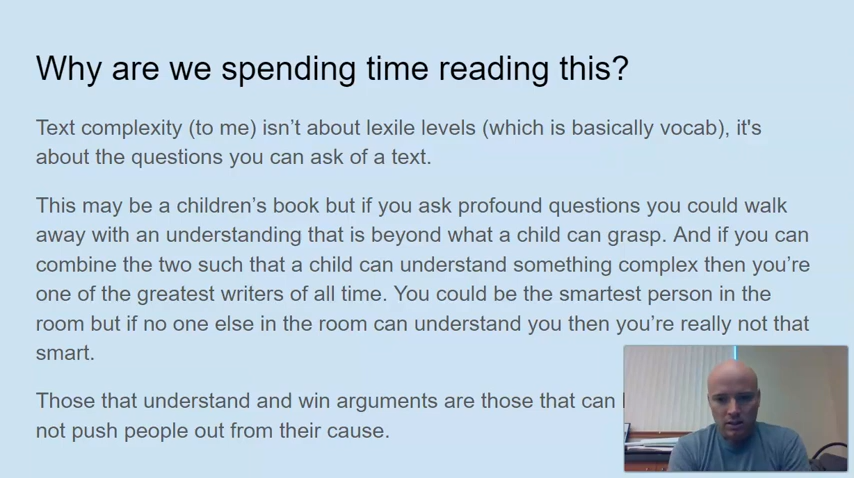 Why are we spending time reading this?
Text complexity (to me) isn't about lexile levels (which is basically vocab), it's
about the questions you can ask of a text.
This may be a children's book but if you ask profound questions you could walk
away with an understanding that is beyond what a child can grasp. And if you can
combine the two such that a child can understand something complex then you're
one of the greatest writers of all time. You could be the smartest person in the
room but if no one else in the room can understand you then you're really not that
smart.
Those that understand and win arguments are those that can
not push people out from their cause.